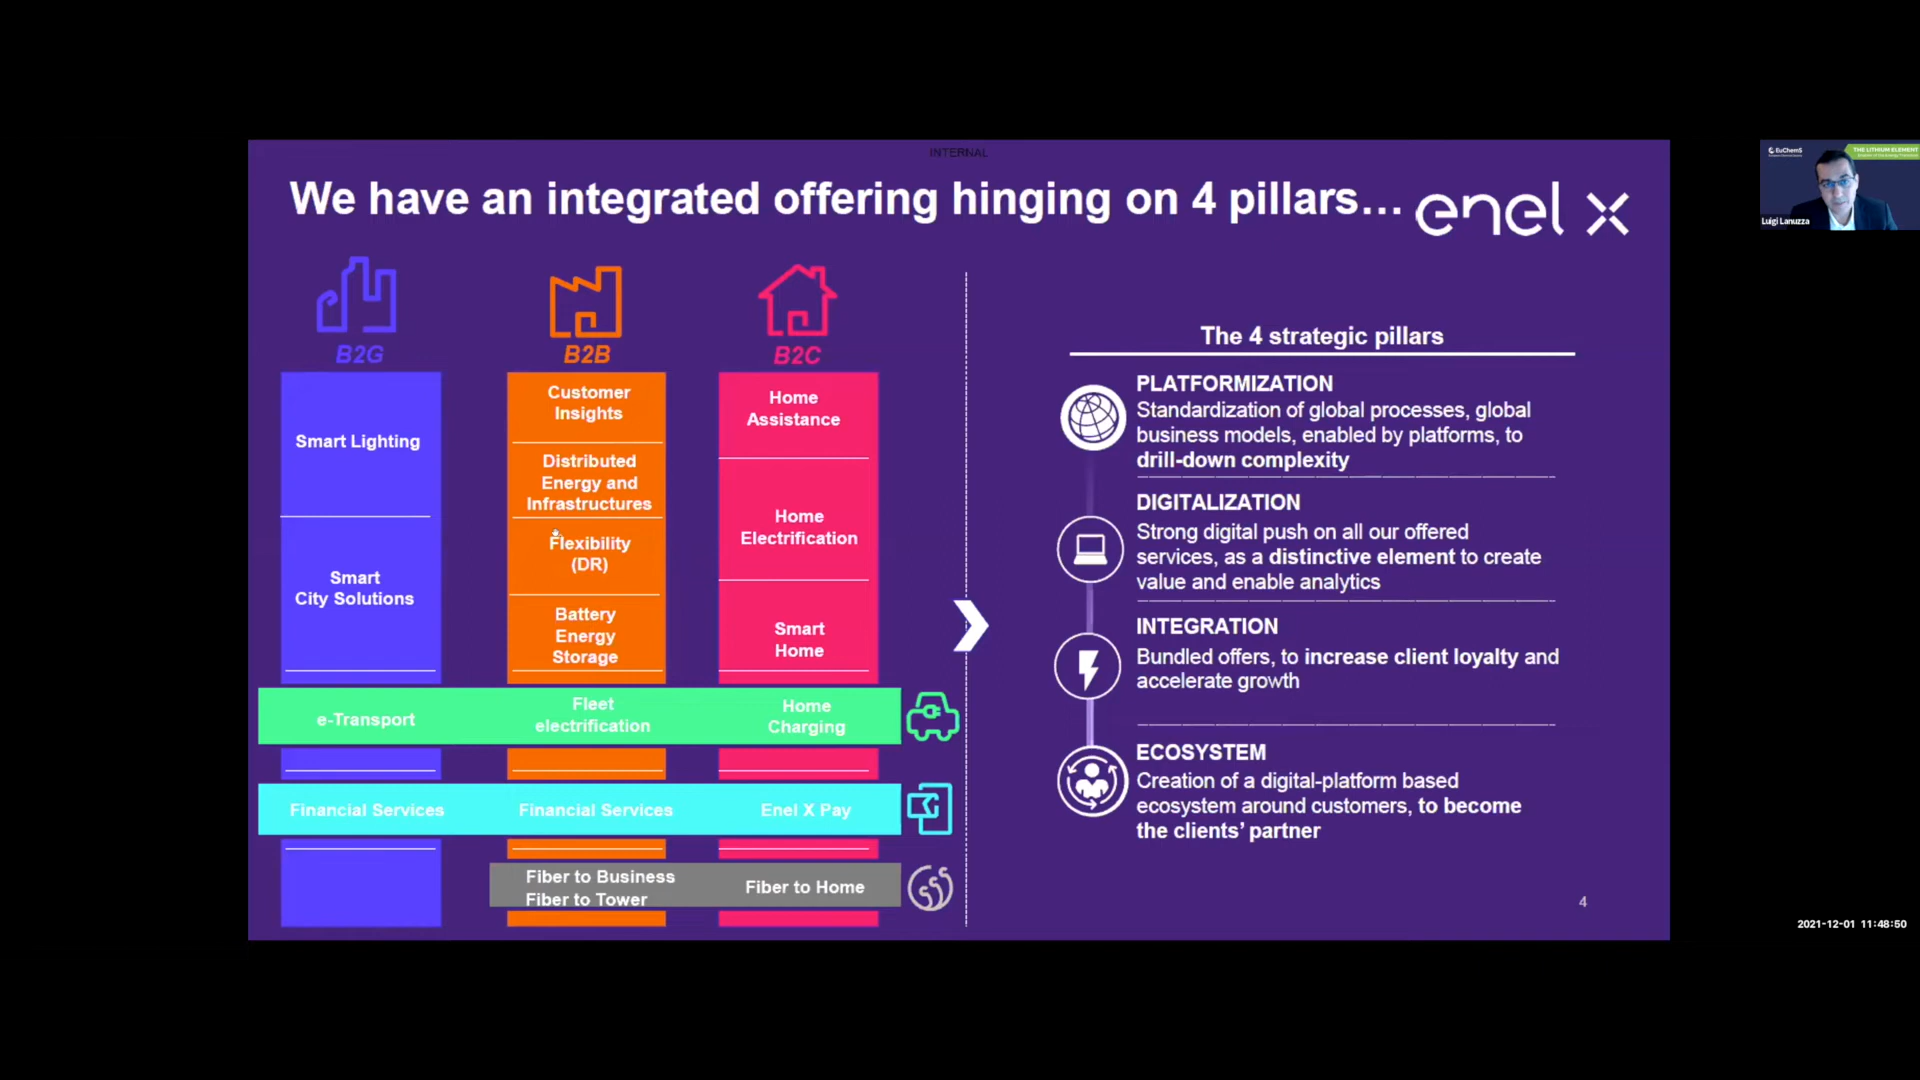 INTERNAL
We have an integrated offering hinging on 4 pillars...
enel x
B2G
B2B
B2C
Smart Lighting
Smart
City Solutions
Customer
Insights
Distributed
Energy and
Infrastructures
Flexibility
(DR)
Battery
Energy
Storage
Home
Assistance
Home
Electrification
Smart
Home
e-Transport
Fleet
electrification
Home
Charging
Financial Services
Financial Services
Enel X Pay
Fiber to Business
Fiber to Tower
Fiber to Home
The 4 strategic pillars
PLATFORMIZATION
Standardization of global processes, global
business models, enabled by platforms, to
drill-down complexity
DIGITALIZATION
Strong digital push on all our offered
services, as a distinctive element to create
value and enable analytics
INTEGRATION
Bundled offers, to increase client loyalty and
accelerate growth
ECOSYSTEM
Creation of a digital-platform based
ecosystem around customers, to become
the clients' partner
4
EuChemS
THE LITHIUM ELEMENT
Luigi Lanuzza
2021-12-01 11:48:50